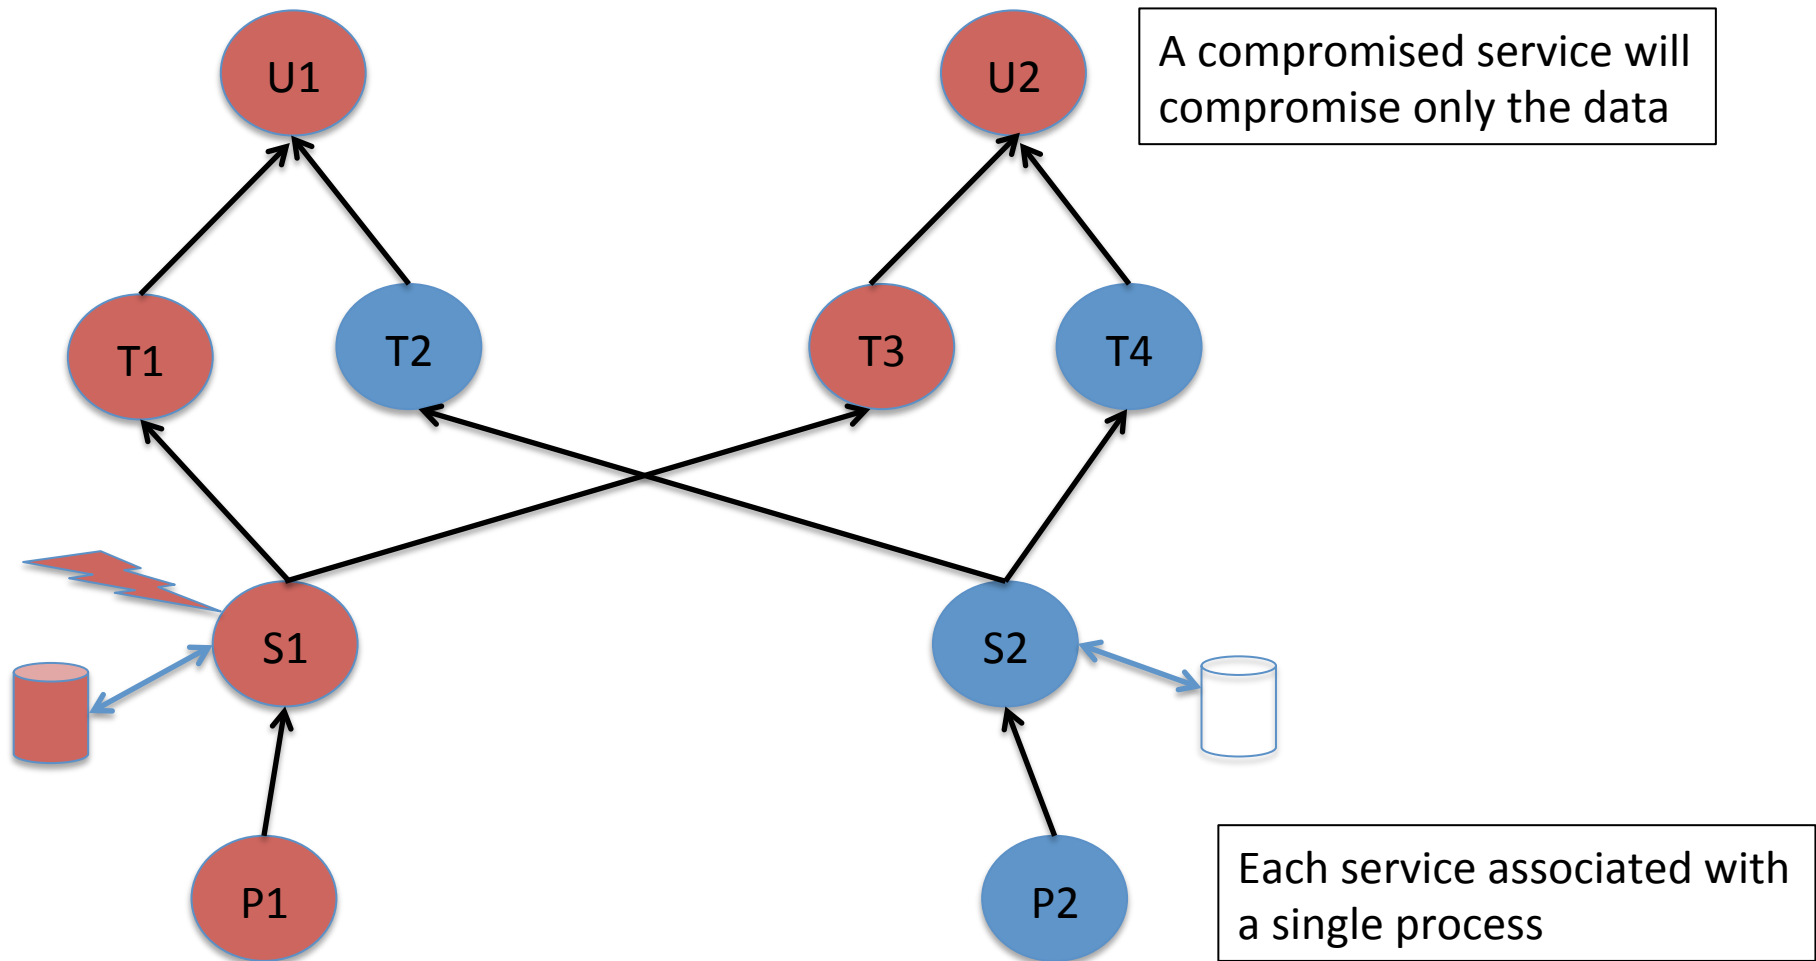 U1
U2
A compromised service will
compromise only the data
T1
T2
T3
T4
S1
S2
P1
P2
Each service associated with
a single process